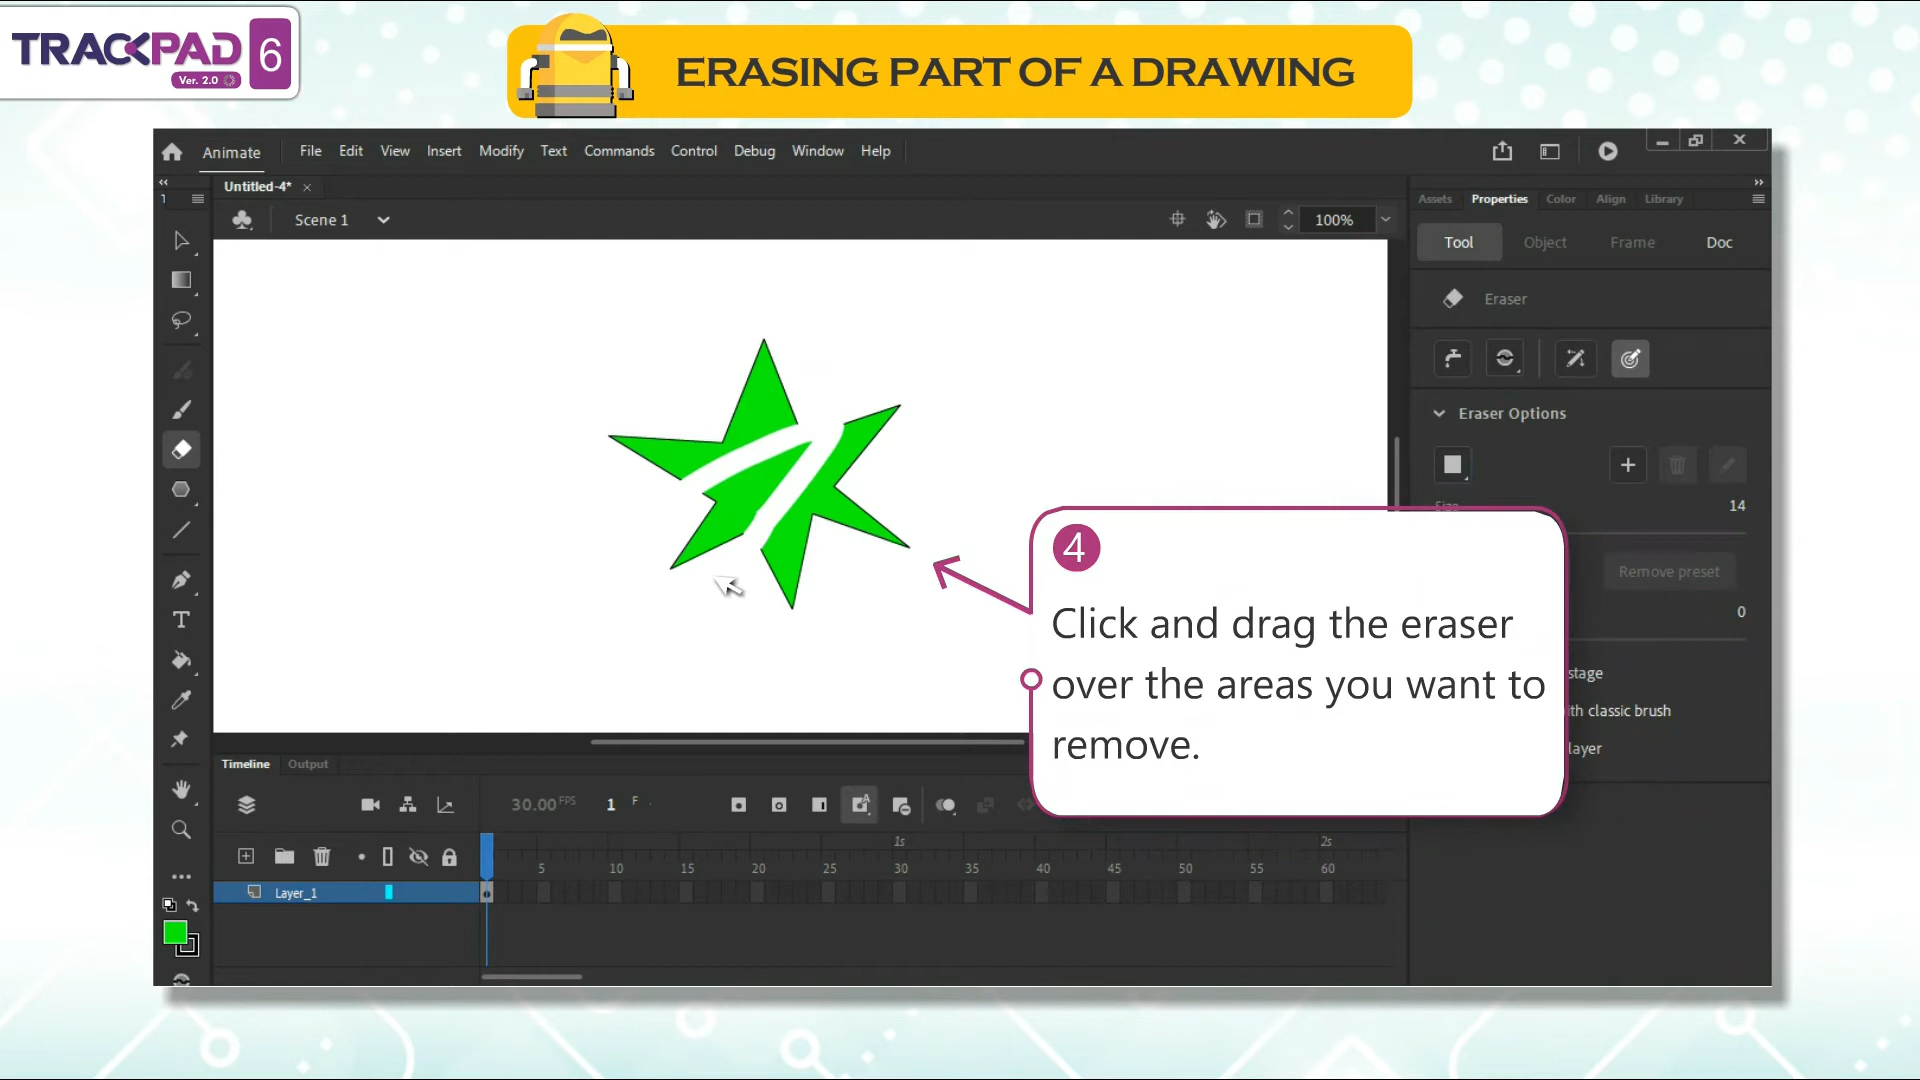 TRACKPAD 6
Ver. 2.0
ERASING PART OF A DRAWING
Animate File Edit View Insert Modify Text Commands Control Debug Window Help
Untitled-4*
Scene 1
100%
Assets Properties Color Align Library
Tool Object Frame Doc
Eraser
Eraser Options
Size 14
Remove preset
0
stage
th classic brush
layer
4
Click and drag the eraser
over the areas you want to
remove.
Timeline Output
30.00 FPS 1 F
1s 2s
5 10 15 20 25 30 35 40 45 50 55 60
Layer_1
T